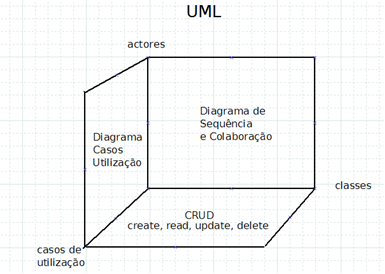 UML
actores
Diagrama de
Sequência
e Colaboração
Diagrama
Casos
Utilização
classes
CRUD
create, read, update, delete
casos de
utilização